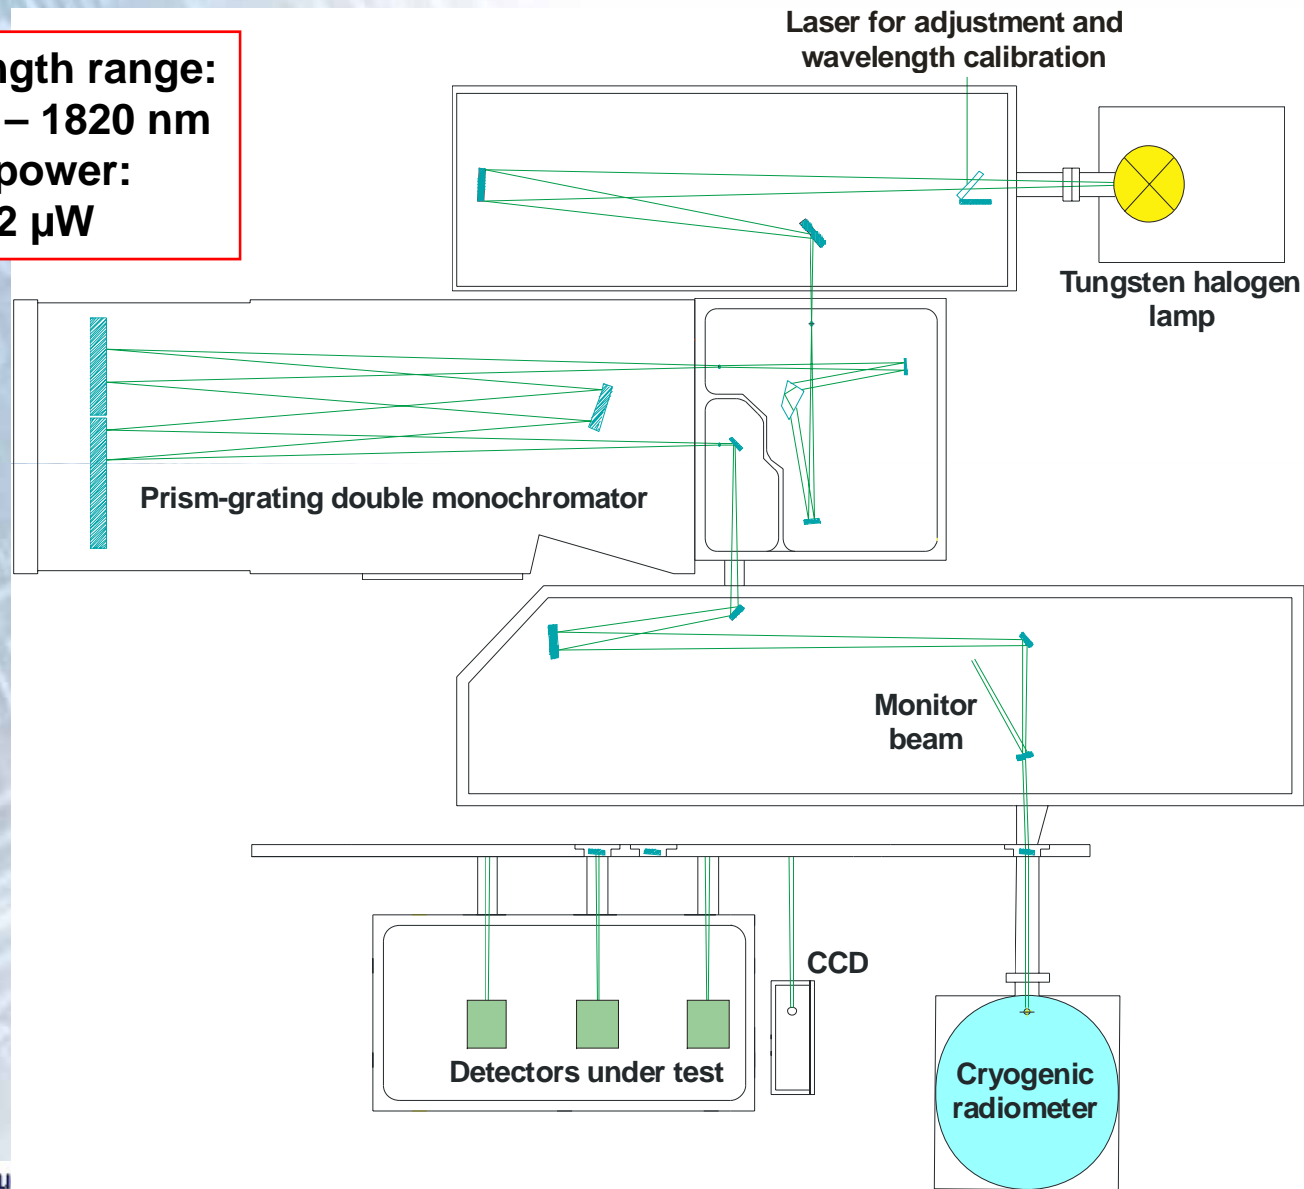 Laser for adjustment and
wavelength calibration
ngth range:
– 1820 nm
power:
2 µW
Tungsten halogen
lamp
Prism-grating double monochromator
Monitor
beam
CCD
Detectors under test
Cryogenic
radiometer